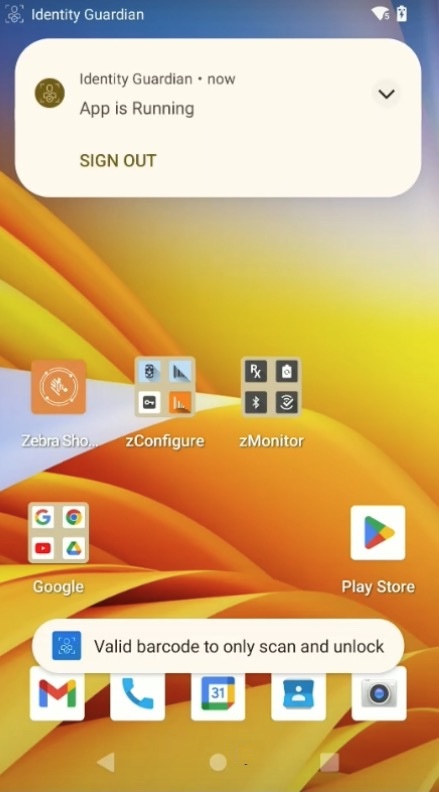 Identity Guardian
Identity Guardian • now
App is Running
SIGN OUT
Zebra Sho...
zConfigure
zMonitor
Google
Play Store
Valid barcode to only scan and unlock
31